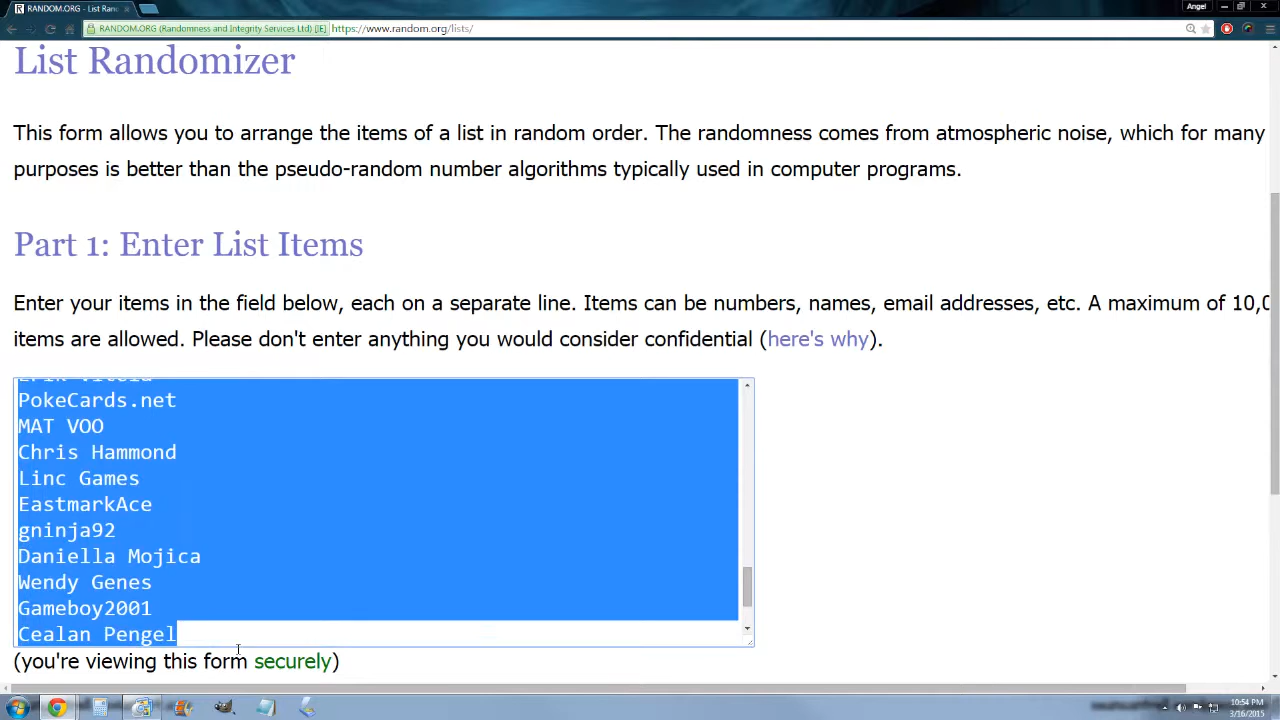 RANDOM.ORG - List Ran
Angel
RANDOM.ORG (Randomness and Integrity Services Ltd) [IE]
https://www.random.org/lists/
List Randomizer
This form allows you to arrange the items of a list in random order. The randomness comes from atmospheric noise, which for many
purposes is better than the pseudo-random number algorithms typically used in computer programs.
Part 1: Enter List Items
Enter your items in the field below, each on a separate line. Items can be numbers, names, email addresses, etc. A maximum of 10,0
items are allowed. Please don't enter anything you would consider confidential (here's why).
PokeCards.net
MAT VOO
Chris Hammond
Linc Games
EastmarkAce
gninja92
Daniella Mojica
Wendy Genes
Gameboy2001
Cealan Pengel
(you're viewing this form securely)
10:54 PM
3/16/2015